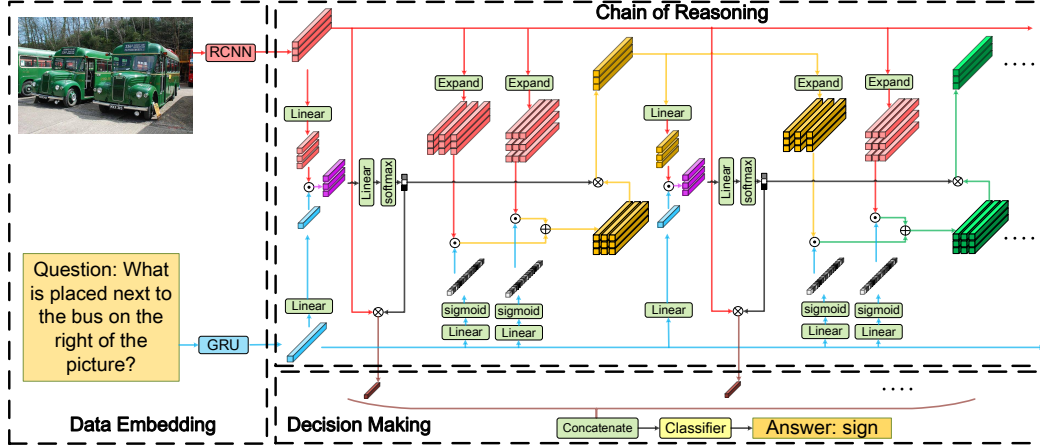 Chain of Reasoning
RCNN
Expand
Expand
Expand
Expand
Linear
Linear
Linear
softmax
Linear
softmax
Question: What
is placed next to
the bus on the
right of the
picture?
GRU
Linear
Linear
sigmoid
sigmoid
sigmoid
sigmoid
Linear
Linear
Linear
Linear
Data Embedding
Decision Making
Concatenate
Classifier
Answer: sign